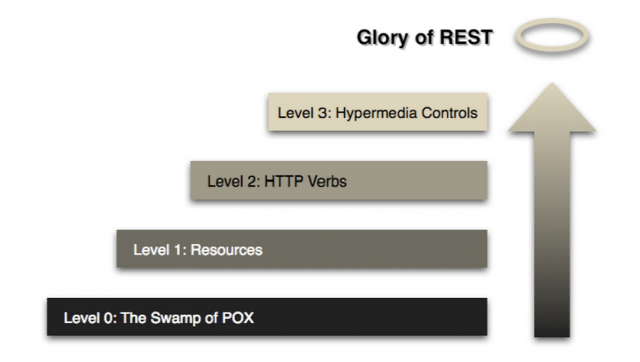 Glory of REST
Level 3: Hypermedia Controls
Level 2: HTTP Verbs
Level 1: Resources
Level 0: The Swamp of POX